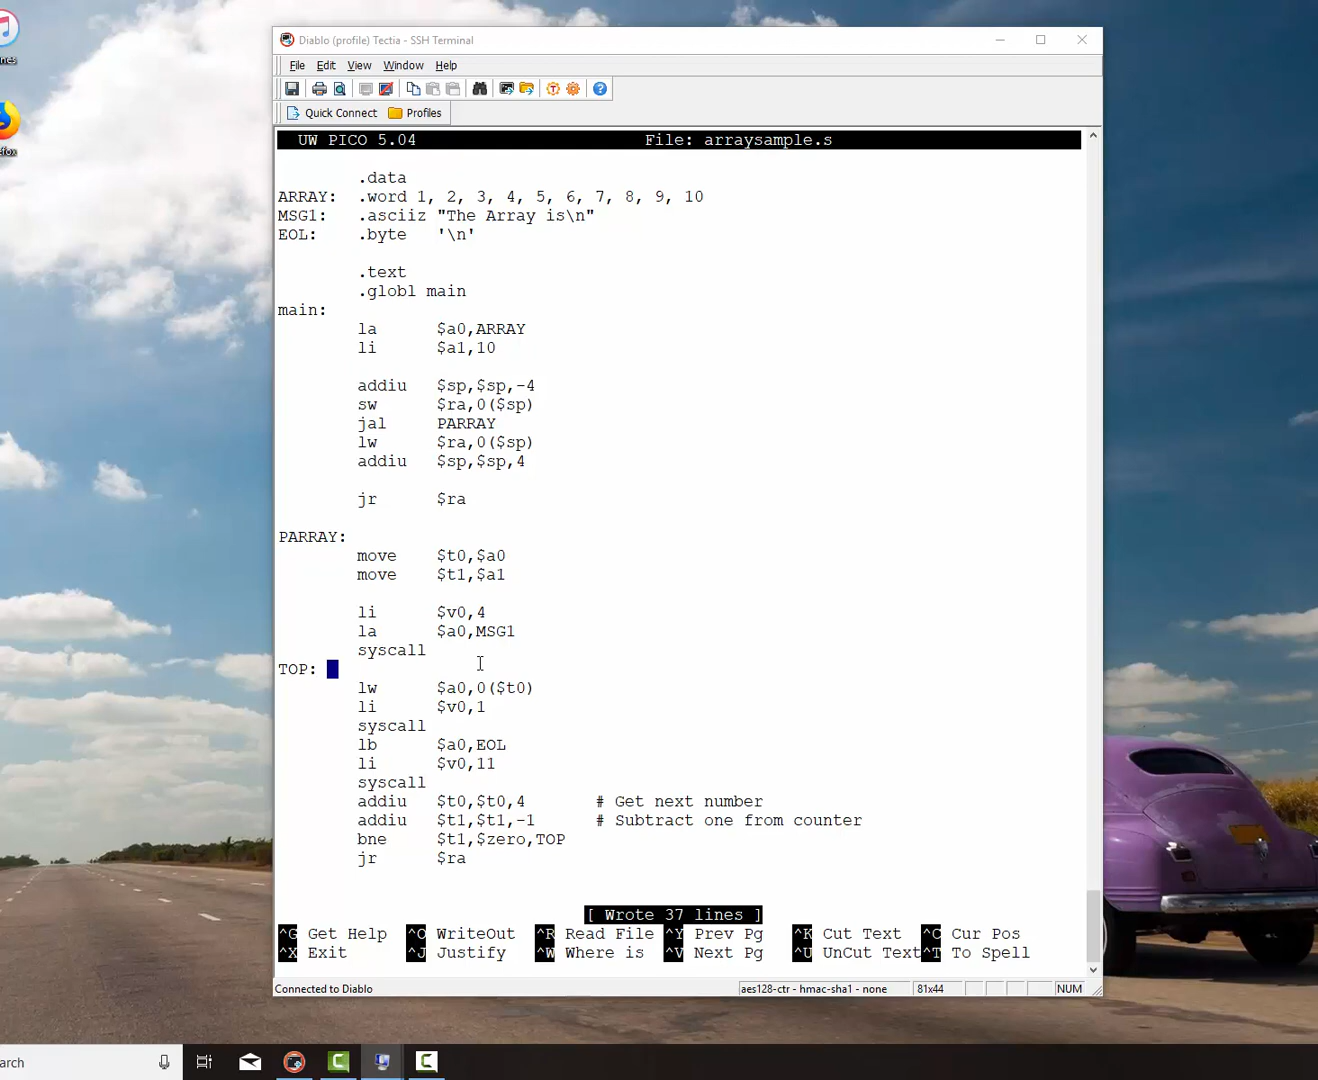 nes
efox
Diablo (profile) Tectia - SSH Terminal
File Edit View Window Help
Quick Connect Profiles
UW PICO 5.04 File: arraysample.s
.data
ARRAY: .word 1, 2, 3, 4, 5, 6, 7, 8, 9, 10
MSG1: .asciiz "The Array is\n"
EOL: .byte '\n'
.text
.globl main
main:
la $a0,ARRAY
li $a1,10
addiu $sp,$sp,-4
sw $ra,0($sp)
jal PARRAY
lw $ra,0($sp)
addiu $sp,$sp,4
jr $ra
PARRAY:
move $t0,$a0
move $t1,$a1
li $v0,4
la $a0,MSG1
syscall
TOP:
lw $a0,0($t0)
li $v0,1
syscall
lb $a0,EOL
li $v0,11
syscall
addiu $t0,$t0,4 # Get next number
addiu $t1,$t1,-1 # Subtract one from counter
bne $t1,$zero,TOP
jr $ra
[ Wrote 37 lines ]
^G Get Help ^O WriteOut ^R Read File ^Y Prev Pg ^K Cut Text ^C Cur Pos
^X Exit ^J Justify ^W Where is ^V Next Pg ^U UnCut Text ^T To Spell
Connected to Diablo aes128-ctr - hmac-sha1 - none 81x44 NUM
arch